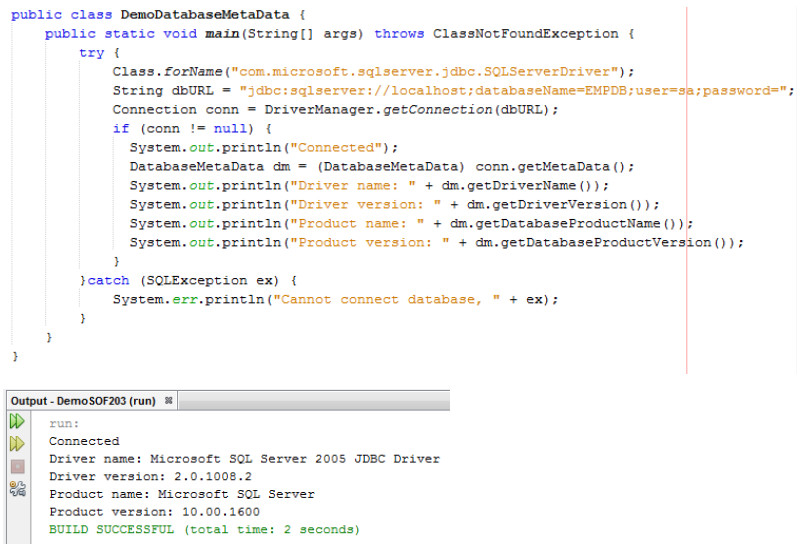 public class DemoDatabaseMetaData {
public static void main(String[] args) throws ClassNotFoundException {
try {
Class.forName("com.microsoft.sqlserver.jdbc.SQLServerDriver");
String dbURL = "jdbc:sqlserver://localhost;databaseName=EMPDB;user=sa;password=";
Connection conn = DriverManager.getConnection(dbURL);
if (conn != null) {
System.out.println("Connected");
DatabaseMetaData dm = (DatabaseMetaData) conn.getMetaData();
System.out.println("Driver name: " + dm.getDriverName());
System.out.println("Driver version: " + dm.getDriverVersion());
System.out.println("Product name: " + dm.getDatabaseProductName());
System.out.println("Product version: " + dm.getDatabaseProductVersion());
}
}catch (SQLException ex) {
System.err.println("Cannot connect database, " + ex);
}
}
}
Output - DemoSOF203 (run)
run:
Connected
Driver name: Microsoft SQL Server 2005 JDBC Driver
Driver version: 2.0.1008.2
Product name: Microsoft SQL Server
Product version: 10.00.1600
BUILD SUCCESSFUL (total time: 2 seconds)